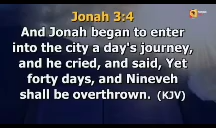 Jonah 3:4
And Jonah began to enter
into the city a day's journey,
and he cried, and said, Yet
forty days, and Nineveh
shall be overthrown. (KJV)